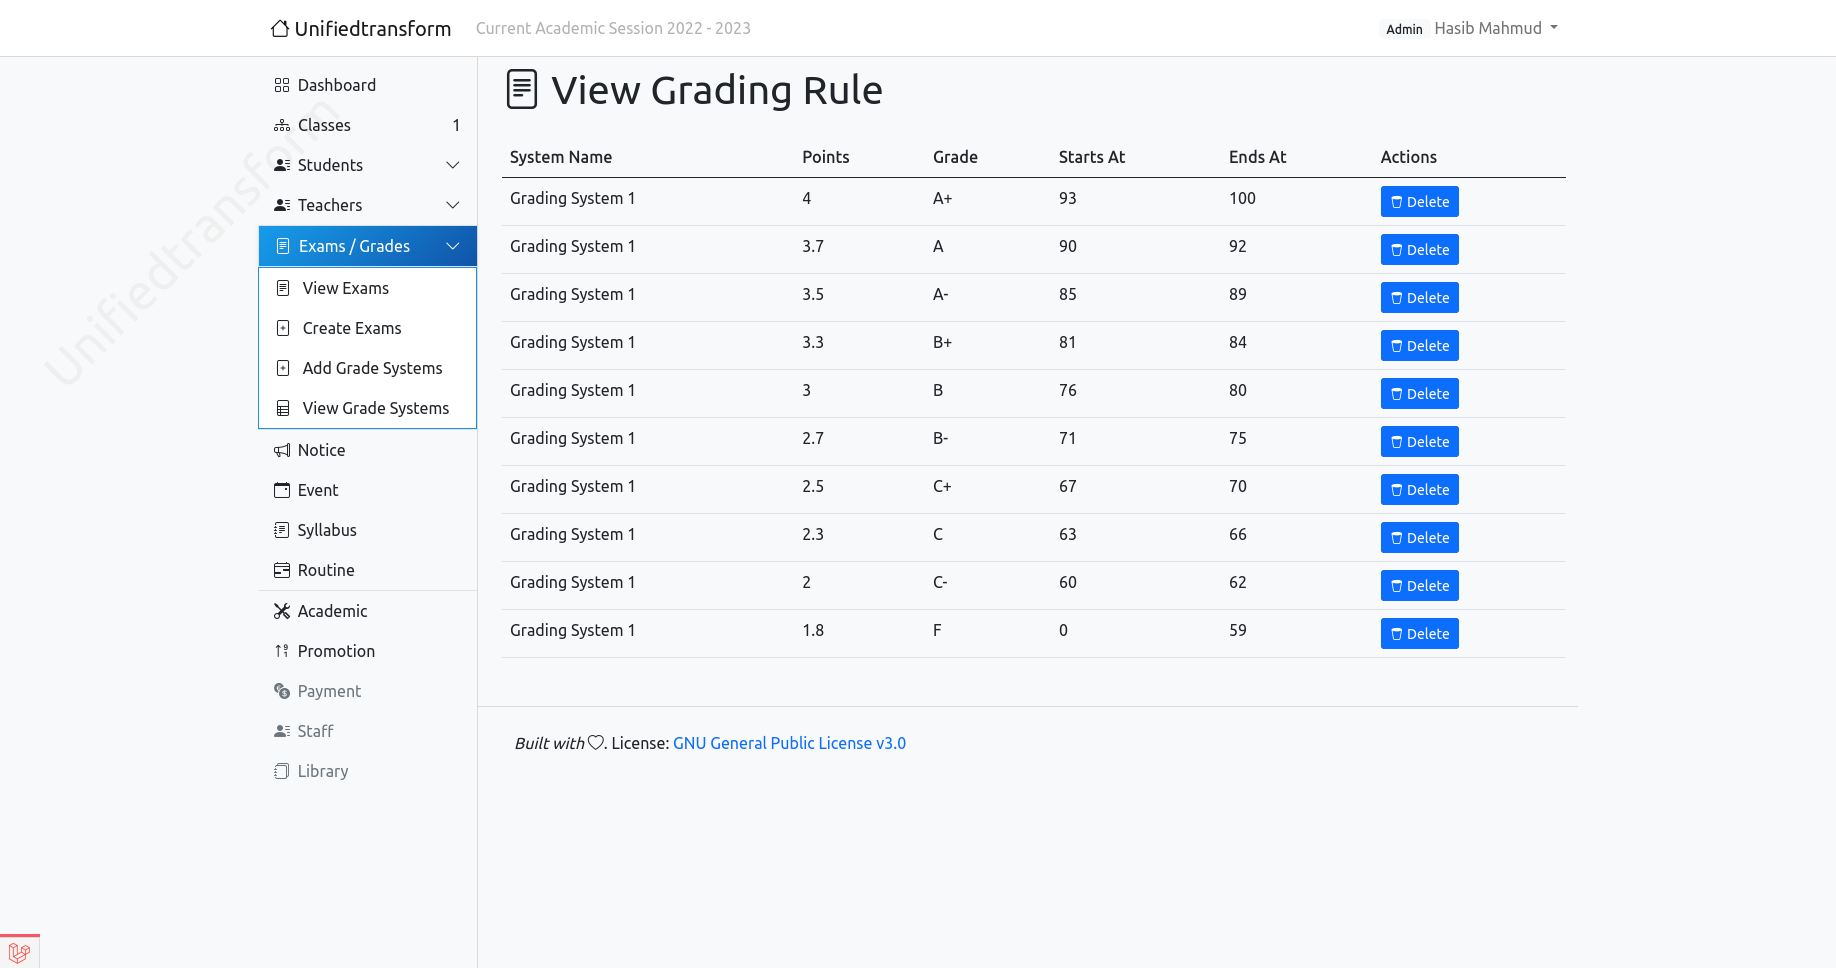 Unifiedtransform Current Academic Session 2022 - 2023 Admin Hasib Mahmud
Dashboard
Classes 1
Students
Teachers
Exams / Grades
View Exams
Create Exams
Add Grade Systems
View Grade Systems
Notice
Event
Syllabus
Routine
Academic
Promotion
Payment
Staff
Library
Unifiedtransform
View Grading Rule
System Name Points Grade Starts At Ends At Actions
Grading System 1 4 A+ 93 100 Delete
Grading System 1 3.7 A 90 92 Delete
Grading System 1 3.5 A- 85 89 Delete
Grading System 1 3.3 B+ 81 84 Delete
Grading System 1 3 B 76 80 Delete
Grading System 1 2.7 B- 71 75 Delete
Grading System 1 2.5 C+ 67 70 Delete
Grading System 1 2.3 C 63 66 Delete
Grading System 1 2 C- 60 62 Delete
Grading System 1 1.8 F 0 59 Delete
Built with . License: GNU General Public License v3.0